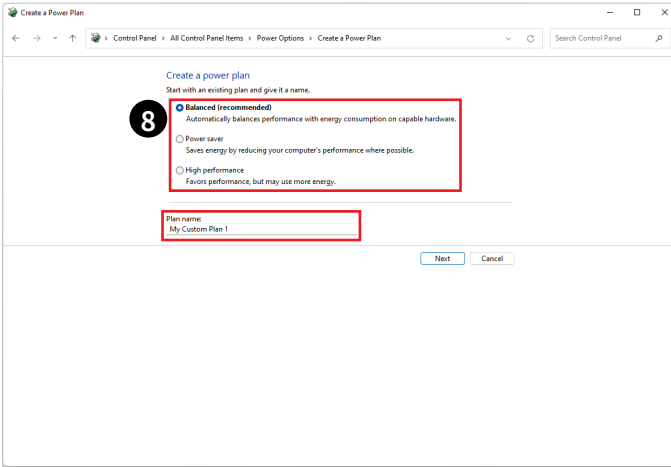 Create a Power Plan
Control Panel > All Control Panel Items > Power Options > Create a Power Plan
Search Control Panel
Create a power plan
Start with an existing plan and give it a name.
8
Balanced (recommended)
Automatically balances performance with energy consumption on capable hardware.
Power saver
Saves energy by reducing your computer's performance where possible.
High performance
Favors performance, but may use more energy.
Plan name:
My Custom Plan 1
Next Cancel